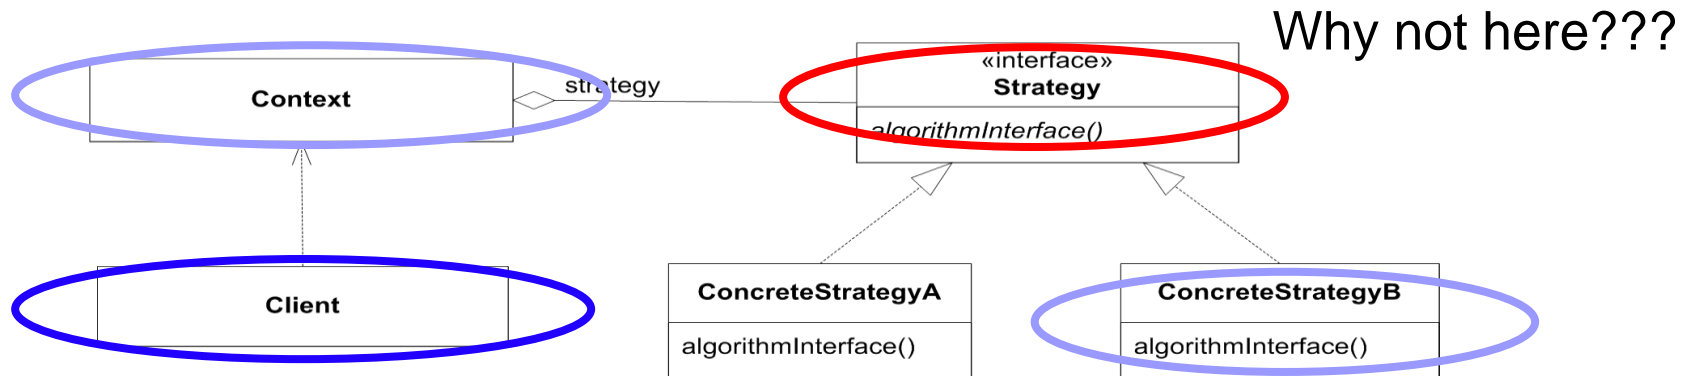 Why not here???
«interface»
Strategy
strategy
Context
algorithmInterface()
Client
ConcreteStrategyA
ConcreteStrategyB
algorithmInterface()
algorithmInterface()